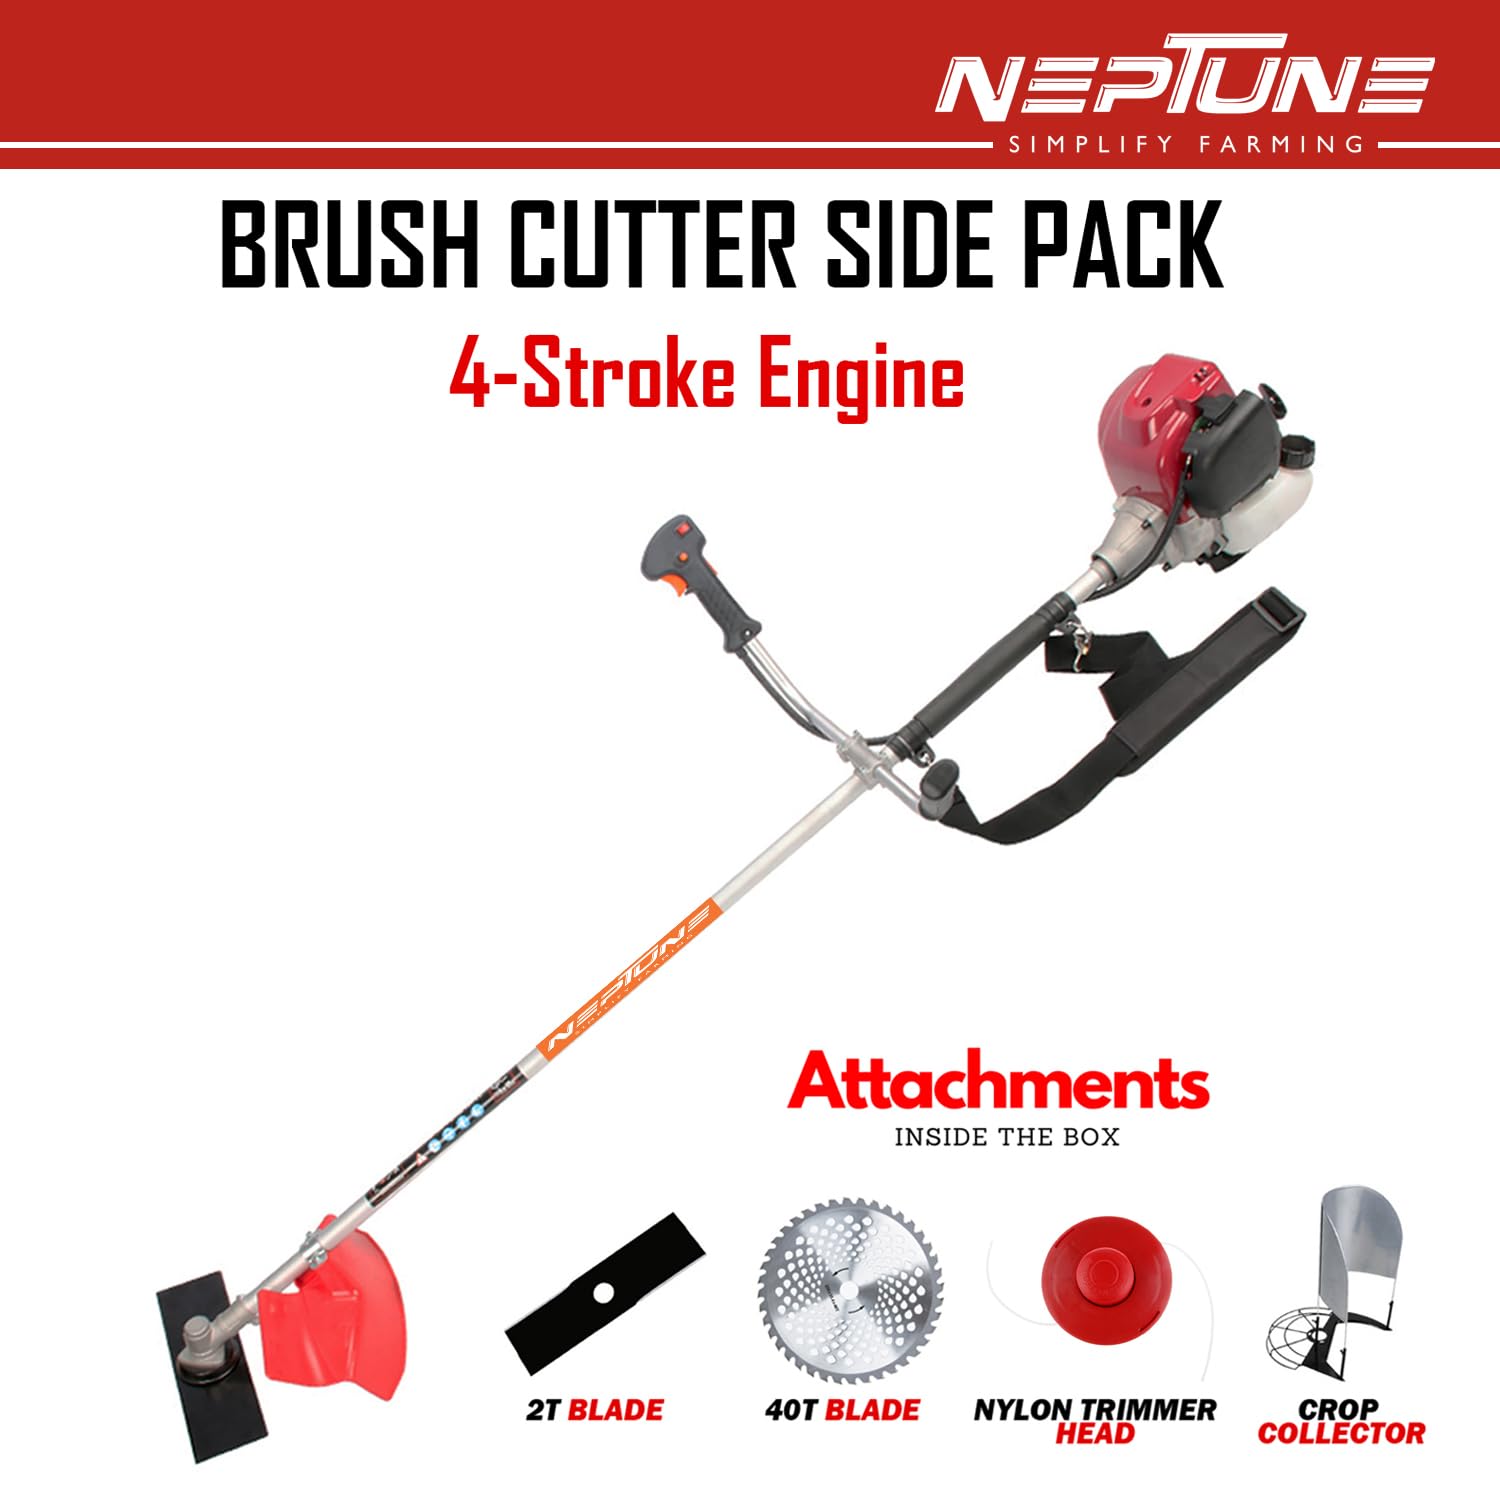 NEPTUNE
SIMPLIFY FARMING
BRUSH CUTTER SIDE PACK
4-Stroke Engine
NEPTUNE
Attachments
INSIDE THE BOX
2T BLADE
40T BLADE
NYLON TRIMMER
HEAD
CROP
COLLECTOR